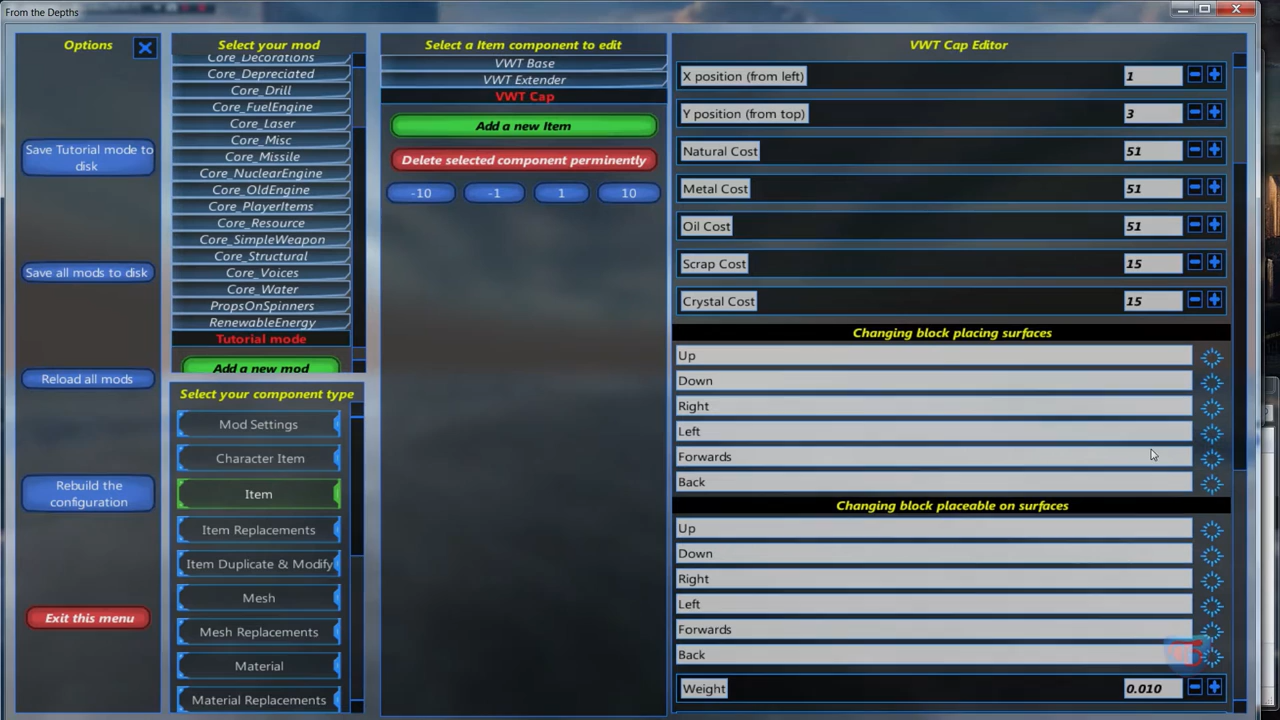 From the Depths
Options
Save Tutorial mode to
disk
Save all mods to disk
Reload all mods
Rebuild the
configuration
Exit this menu
Select your mod
Core_Decorations
Core_Depreciated
Core_Drill
Core_FuelEngine
Core_Laser
Core_Misc
Core_Missile
Core_NuclearEngine
Core_OldEngine
Core_PlayerItems
Core_Resource
Core_SimpleWeapon
Core_Structural
Core_Voices
Core_Water
PropsOnSpinners
RenewableEnergy
Tutorial mode
Add a new mod
Select your component type
Mod Settings
Character Item
Item
Item Replacements
Item Duplicate & Modify
Mesh
Mesh Replacements
Material
Material Replacements
Select a Item component to edit
VWT Base
VWT Extender
VWT Cap
Add a new Item
Delete selected component perminently
-10 -1 1 10
VWT Cap Editor
X position (from left) 1
Y position (from top) 3
Natural Cost 51
Metal Cost 51
Oil Cost 51
Scrap Cost 15
Crystal Cost 15
Changing block placing surfaces
Up
Down
Right
Left
Forwards
Back
Changing block placeable on surfaces
Up
Down
Right
Left
Forwards
Back
Weight 0.010